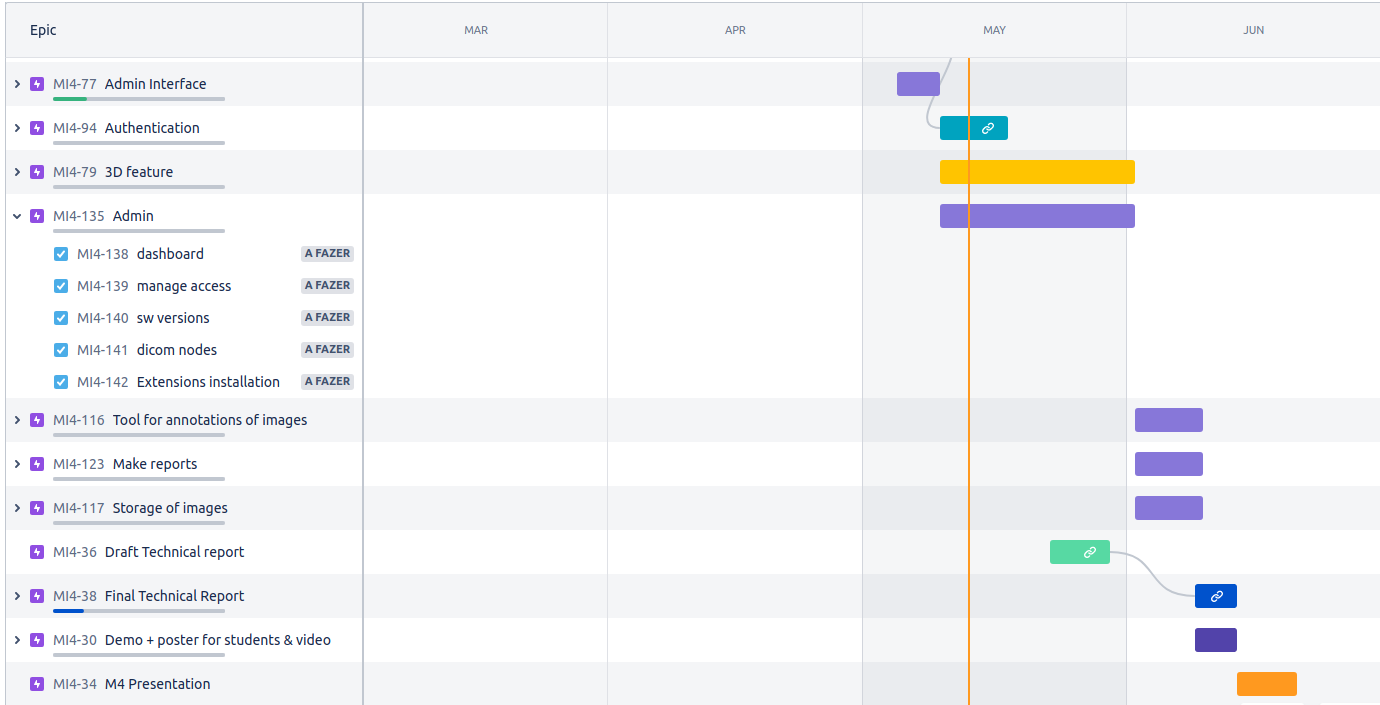 Epic MAR APR MAY JUN
MI4-77 Admin Interface
MI4-94 Authentication
MI4-79 3D feature
MI4-135 Admin
MI4-138 dashboard A FAZER
MI4-139 manage access A FAZER
MI4-140 sw versions A FAZER
MI4-141 dicom nodes A FAZER
MI4-142 Extensions installation A FAZER
MI4-116 Tool for annotations of images
MI4-123 Make reports
MI4-117 Storage of images
MI4-36 Draft Technical report
MI4-38 Final Technical Report
MI4-30 Demo + poster for students & video
MI4-34 M4 Presentation